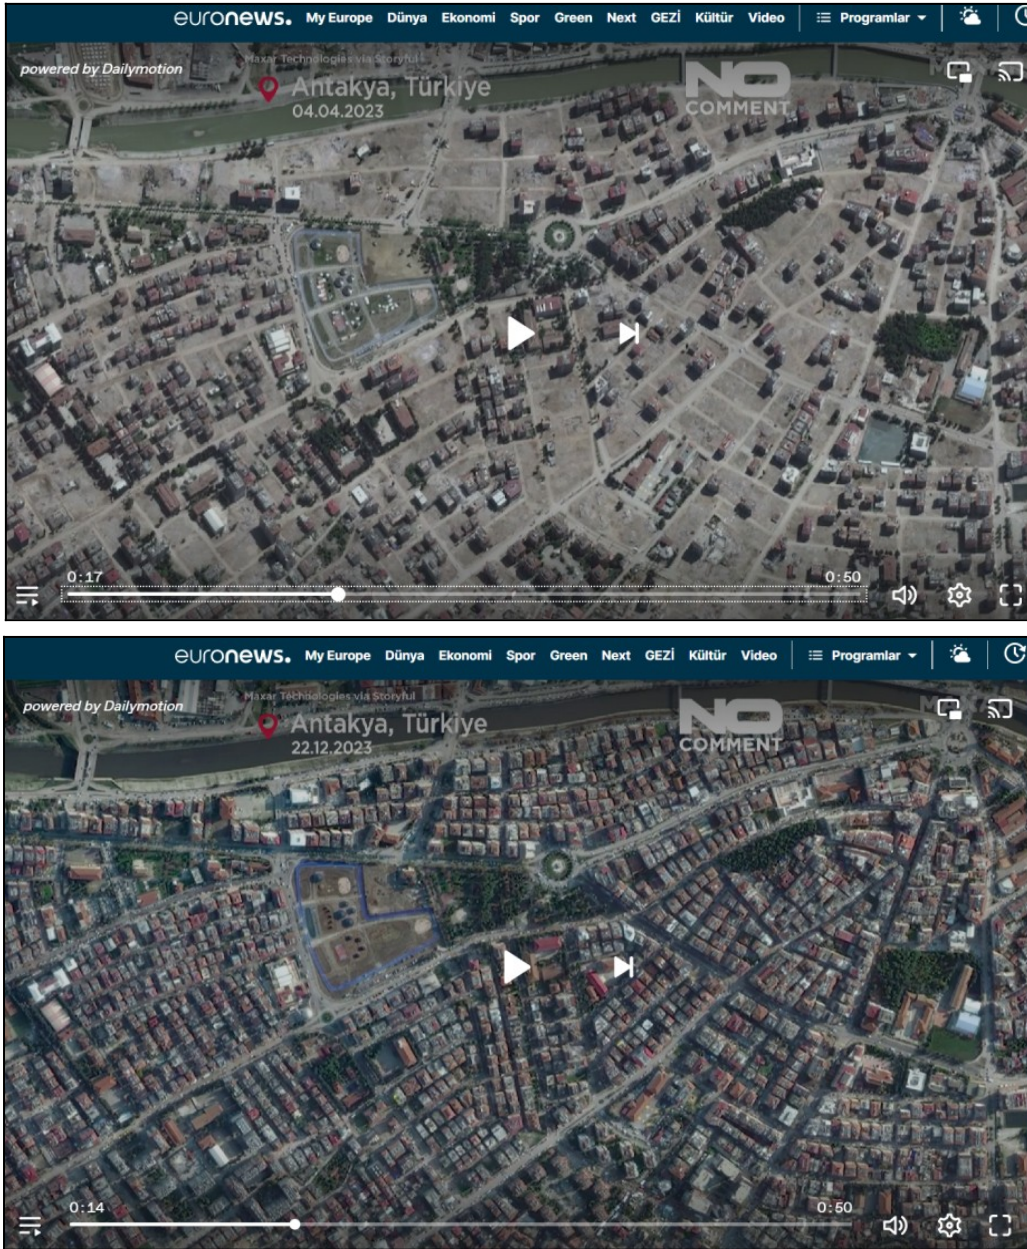 euronews. My Europe Dünya Ekonomi Spor Green Next GEZİ Kültür Video Programlar
Maxar Technologies via Storyful
powered by Dailymotion
Antakya, Türkiye
04.04.2023
NO
COMMENT
0:17
0:50
euronews. My Europe Dünya Ekonomi Spor Green Next GEZİ Kültür Video Programlar
Maxar Technologies via Storyful
powered by Dailymotion
Antakya, Türkiye
22.12.2023
NO
COMMENT
0:14
0:50